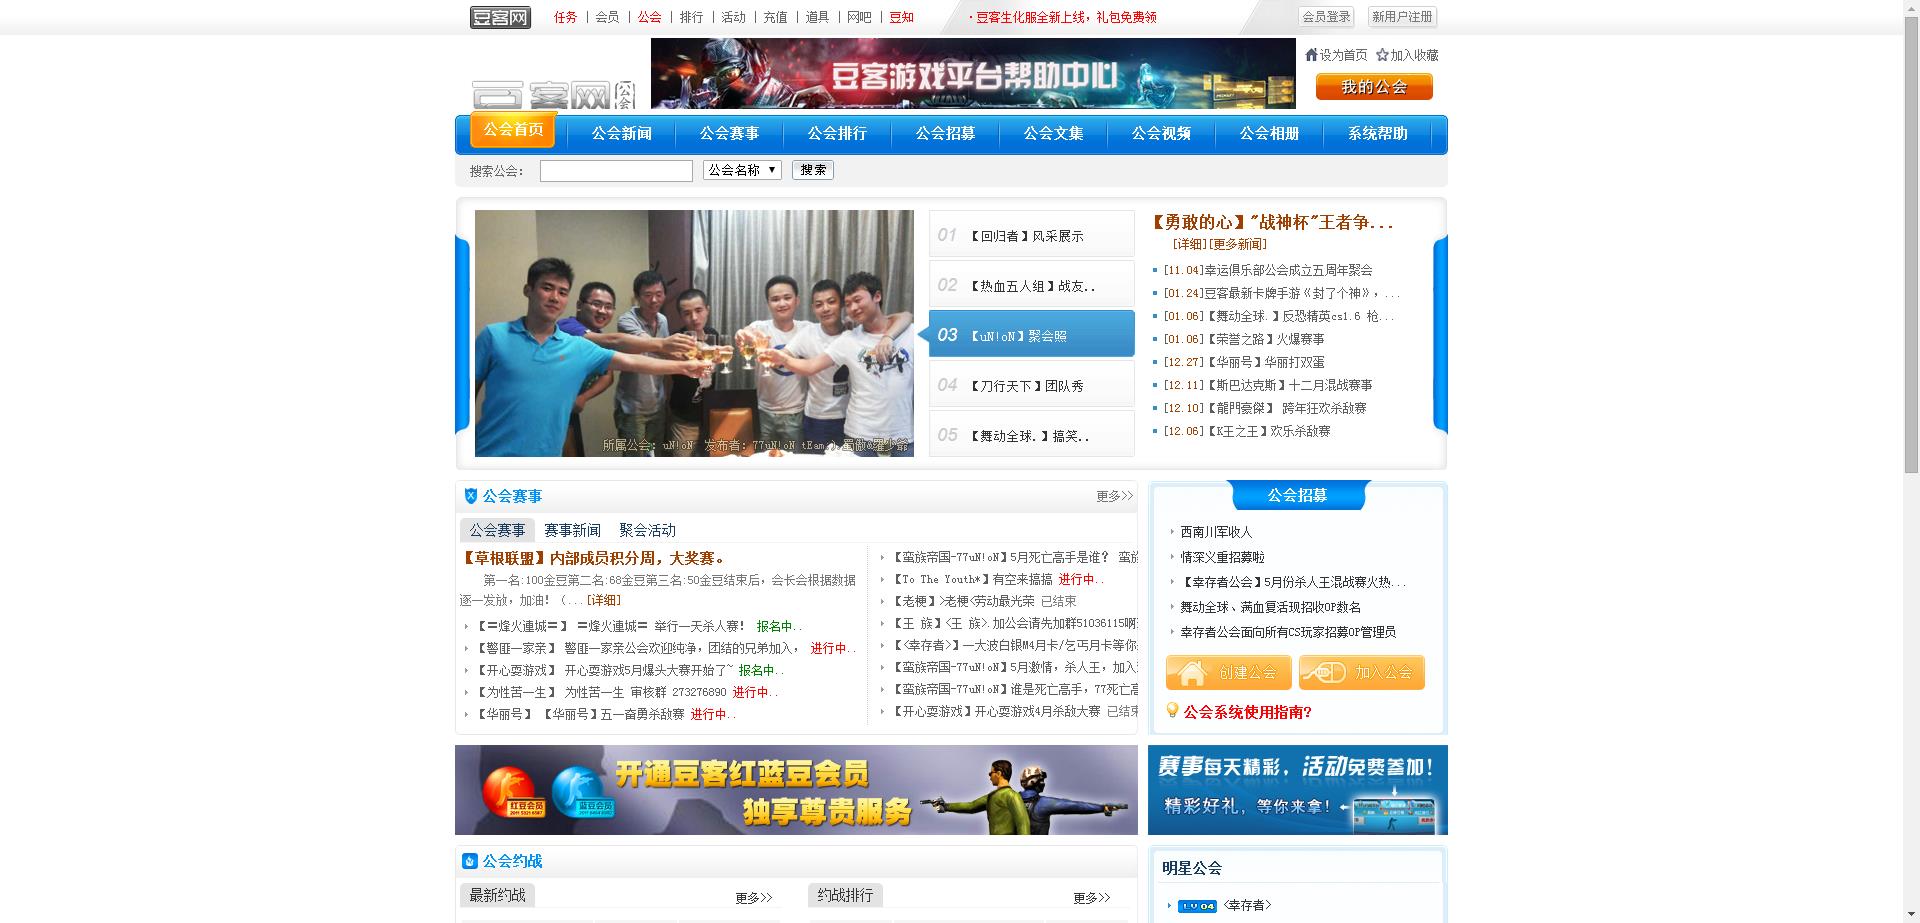 豆客网 任务 | 会员 | 公会 | 排行 | 活动 | 充值 | 道具 | 网吧 | 豆知
· 豆客生化服全新上线，礼包免费领
会员登录 新用户注册
豆客网 公会
豆客游戏平台帮助中心
设为首页 加入收藏
我的公会
公会首页 公会新闻 公会赛事 公会排行 公会招募 公会文集 公会视频 公会相册 系统帮助
搜索公会： 公会名称 搜索
所属公会：uN!oN 发布者：77uN!oN tEam
01 【回归者】风采展示
02 【热血五人组】战友..
03 【uN!oN】聚会照
04 【刀行天下】团队秀
05 【舞动全球.】搞笑..
【勇敢的心】"战神杯"王者争...
[详细][更多新闻]
[11.04]幸运俱乐部公会成立五周年聚会
[01.24]豆客最新卡牌手游《封了个神》，...
[01.06]【舞动全球.】反恐精英cs1.6 枪...
[01.06]【荣誉之路】火爆赛事
[12.27]【华丽号】华丽打双蛋
[12.11]【斯巴达克斯】十二月混战赛事
[12.10]【龍門豪傑】 跨年狂欢杀敌赛
[12.06]【K王之王】欢乐杀敌赛
公会赛事 更多>>
公会赛事 赛事新闻 聚会活动
【草根联盟】内部成员积分周，大奖赛。
第一名:100金豆第二名:68金豆第三名:50金豆结束后，会长会根据数据
逐一发放，加油！（...[详细]
【〓烽火連城〓】 〓烽火連城〓 举行一天杀人赛！ 报名中..
【警匪一家亲】 警匪一家亲公会欢迎纯净，团结的兄弟加入， 进行中..
【开心耍游戏】 开心耍游戏5月爆头大赛开始了~ 报名中..
【为性苦一生】 为性苦一生 审核群 273276890 进行中..
【华丽号】 【华丽号】五一奋勇杀敌赛 进行中..
【蛮族帝国-77uN!oN】5月死亡高手是谁？ 蛮族
【To The Youth*】有空来搞搞 进行中..
【老梗】>老梗<劳动最光荣 已结束
【王 族】<王 族>.加公会请先加群51036115啊
【<幸存者>】一大波白银M4月卡/乞丐月卡等你
【蛮族帝国-77uN!oN】5月激情，杀人王，加入
【蛮族帝国-77uN!oN】谁是死亡高手，77死亡高
【开心耍游戏】开心耍游戏4月杀敌大赛 已结束
公会招募
西南川军收人
情深义重招募啦
【幸存者公会】5月份杀人王混战赛火热...
舞动全球、满血复活现招收OP数名
幸存者公会面向所有CS玩家招募OP管理员
创建公会 加入公会
公会系统使用指南?
红豆会员
蓝豆会员
开通豆客红蓝豆会员
独享尊贵服务
赛事每天精彩，活动免费参加！
精彩好礼，等你来拿！
公会约战
最新约战 更多>> 约战排行 更多>>
明星公会
LV 04 <幸存者>